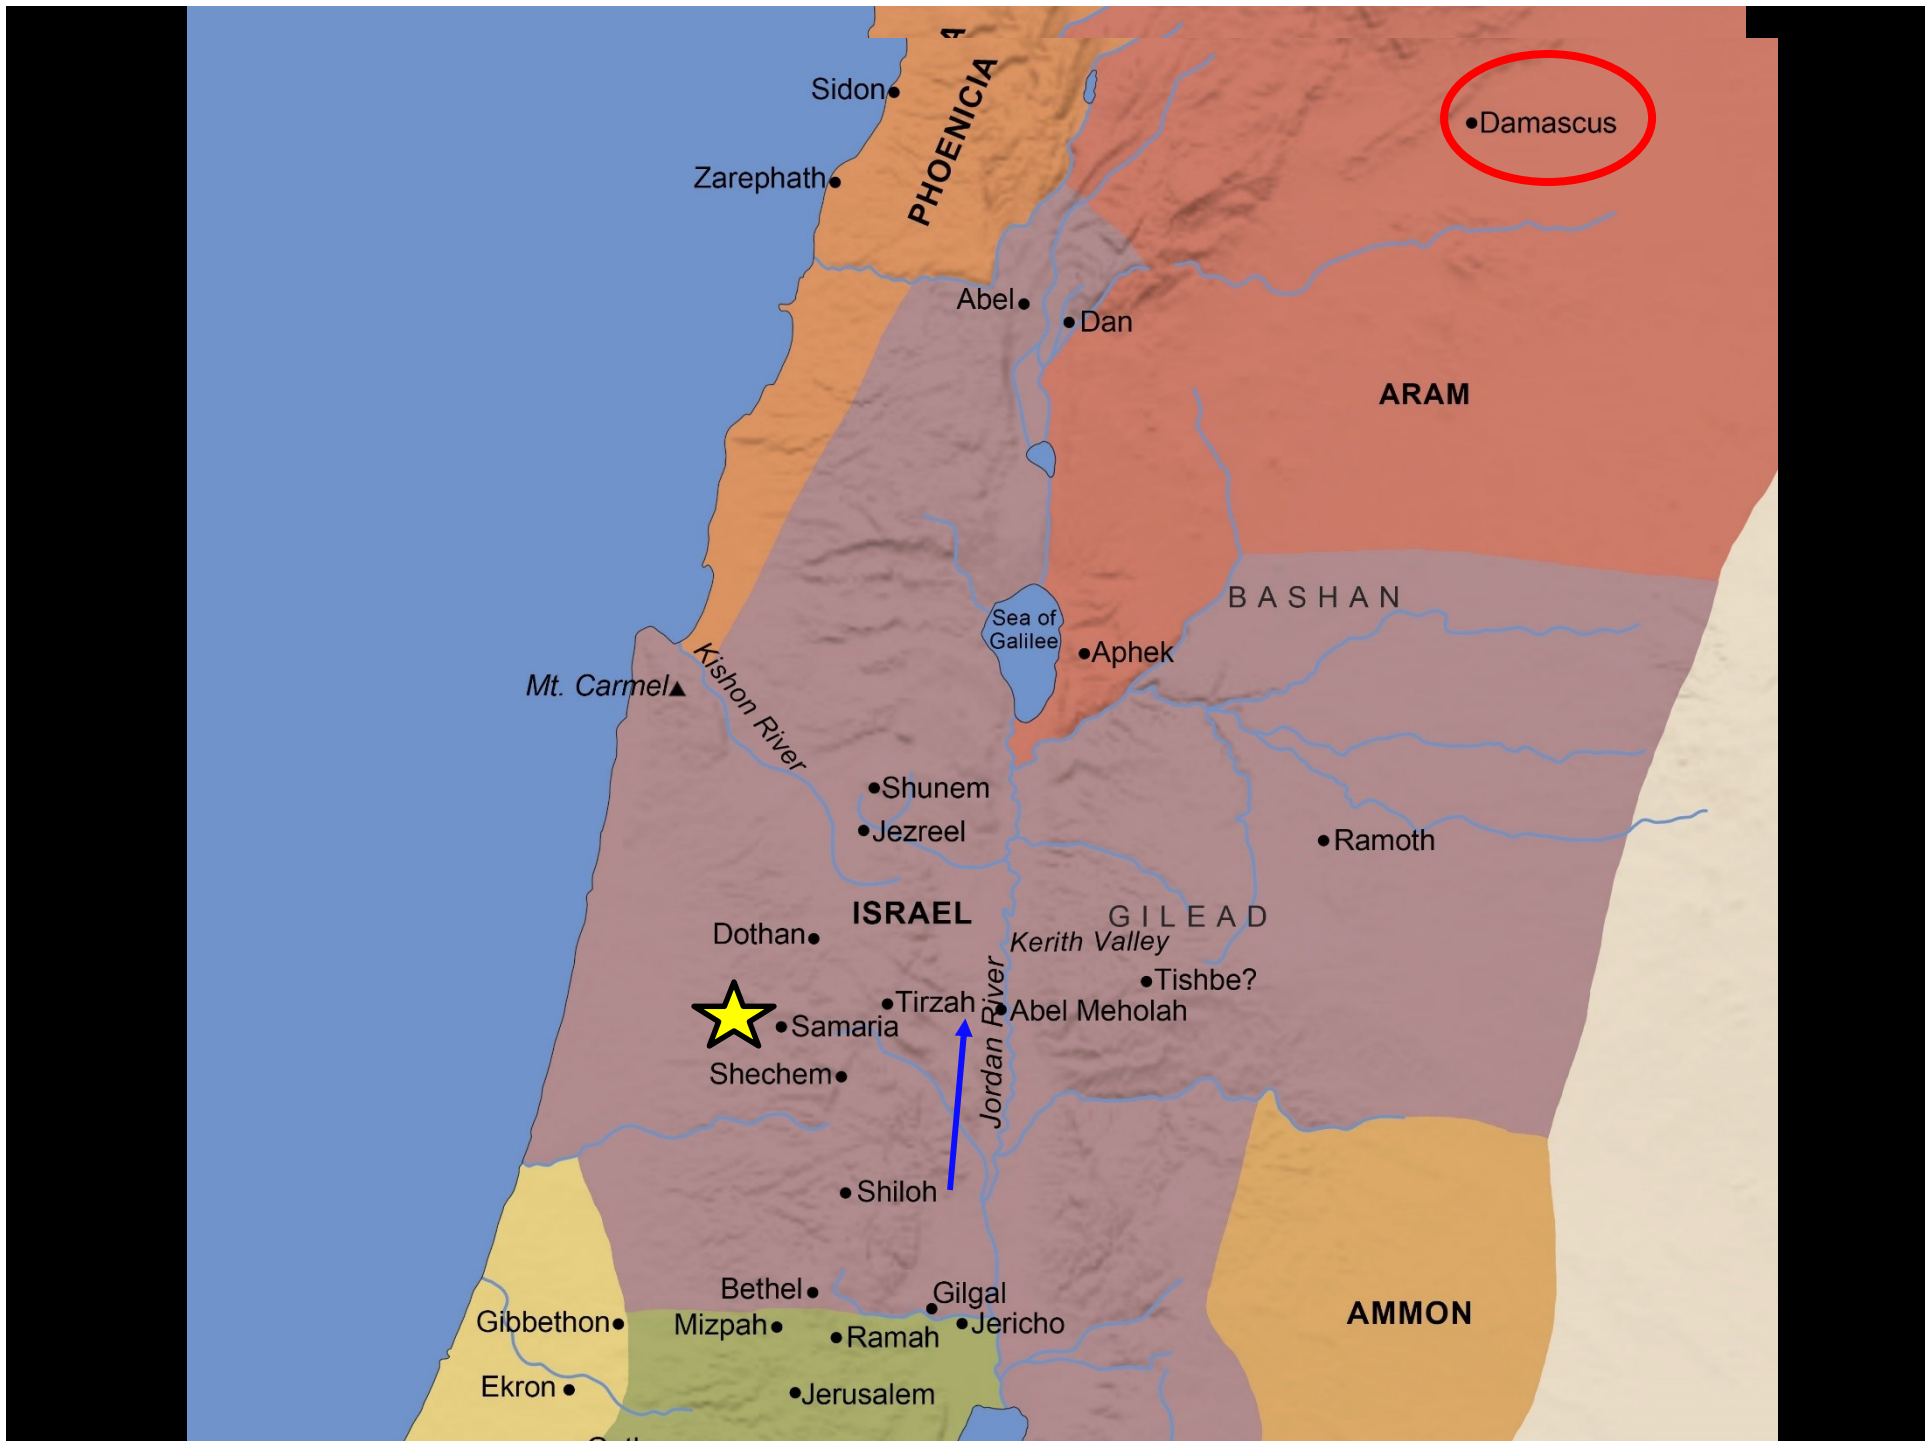 A
Sidon
PHOENICIA
Damascus
Zarephath
Abel
Dan
ARAM
BASHAN
Sea of
Galilee
Aphek
Kishon River
Mt. Carmel
Shunem
Jezreel
Ramoth
ISRAEL
GILEAD
Dothan
Kerith Valley
Tishbe?
Tirzah
Jordan River
Abel Meholah
Samaria
Shechem
Shiloh
Bethel
Gilgal
Gibbethon
Mizpah
Ramah
Jericho
AMMON
Ekron
Jerusalem